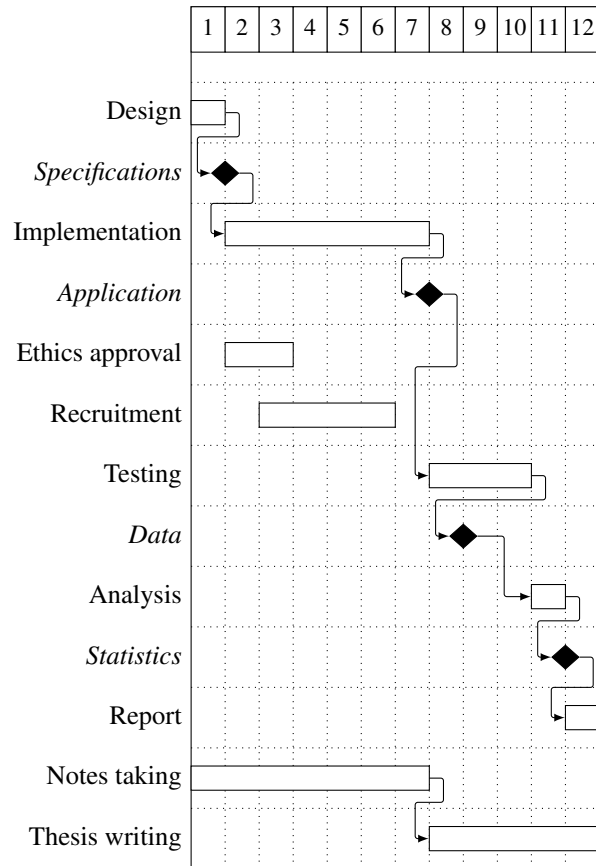 1 2 3 4 5 6 7 8 9 10 11 12
Design
Specifications
Implementation
Application
Ethics approval
Recruitment
Testing
Data
Analysis
Statistics
Report
Notes taking
Thesis writing